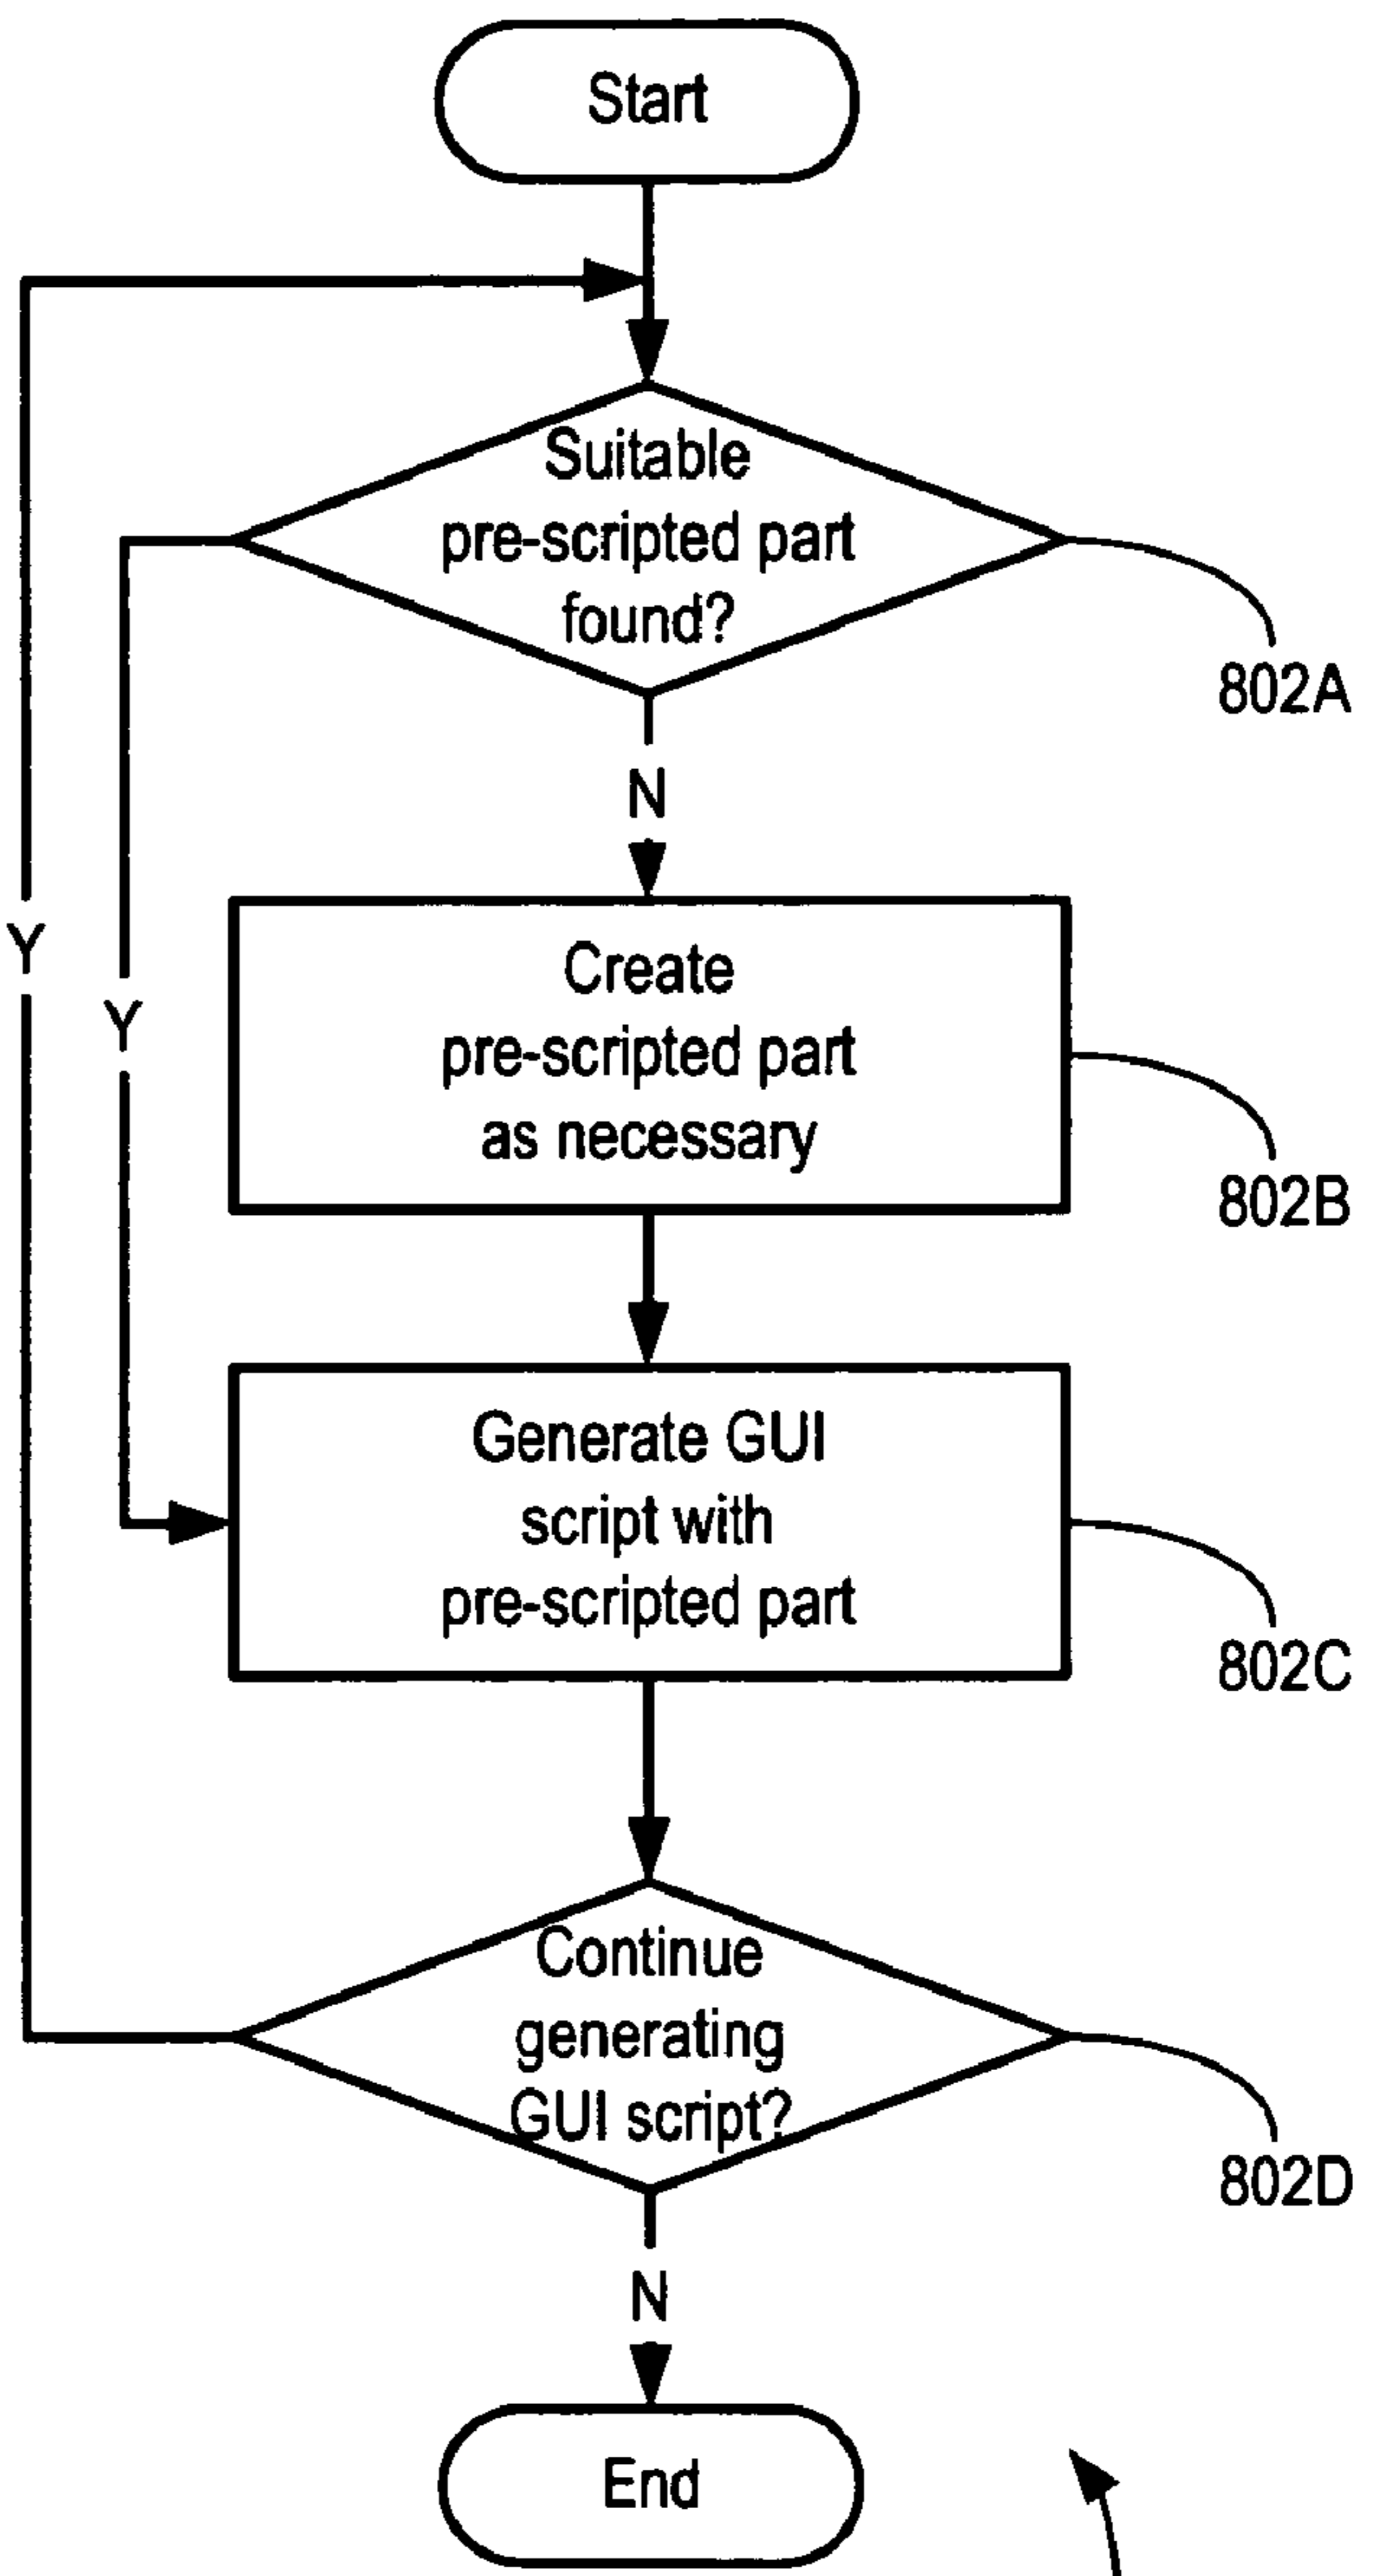 Start
Suitable
pre-scripted part
found?
802A
N
Y
Y
Create
pre-scripted part
as necessary
802B
Generate GUI
script with
pre-scripted part
802C
Continue
generating
GUI script?
802D
N
End